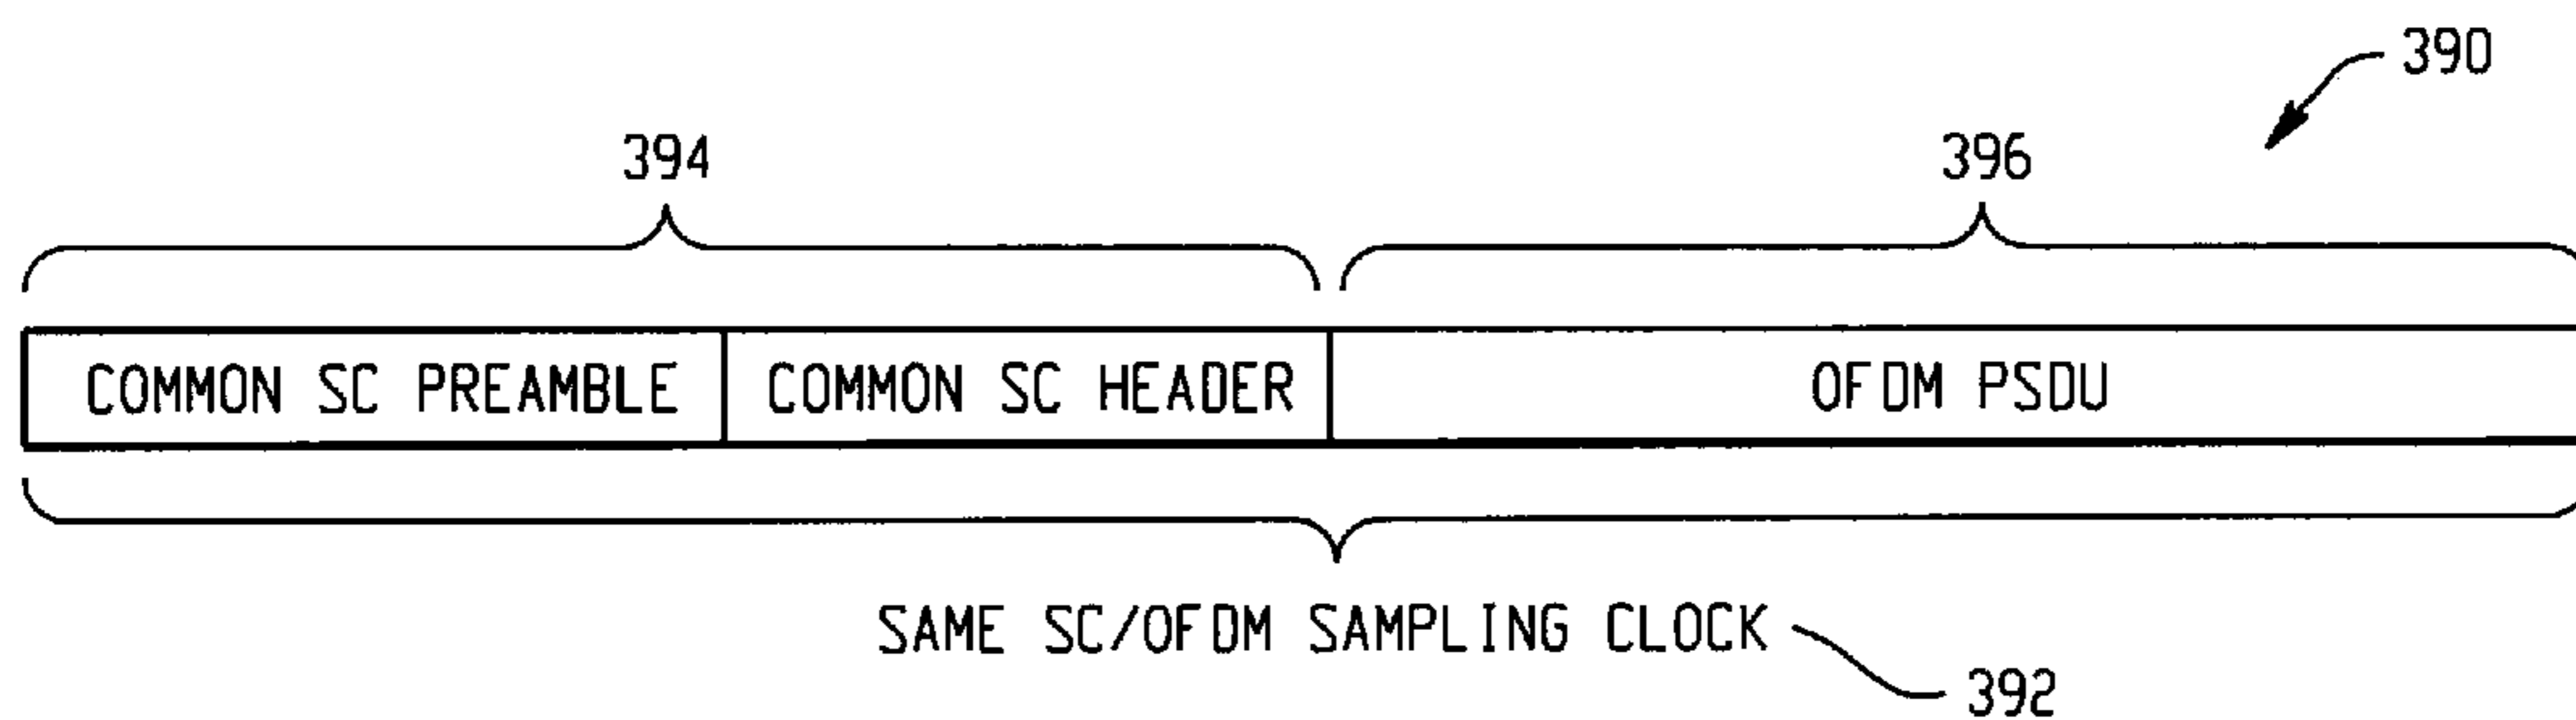 390
394
396
COMMON SC PREAMBLE
COMMON SC HEADER
OFDM PSDU
SAME SC/OFDM SAMPLING CLOCK
392